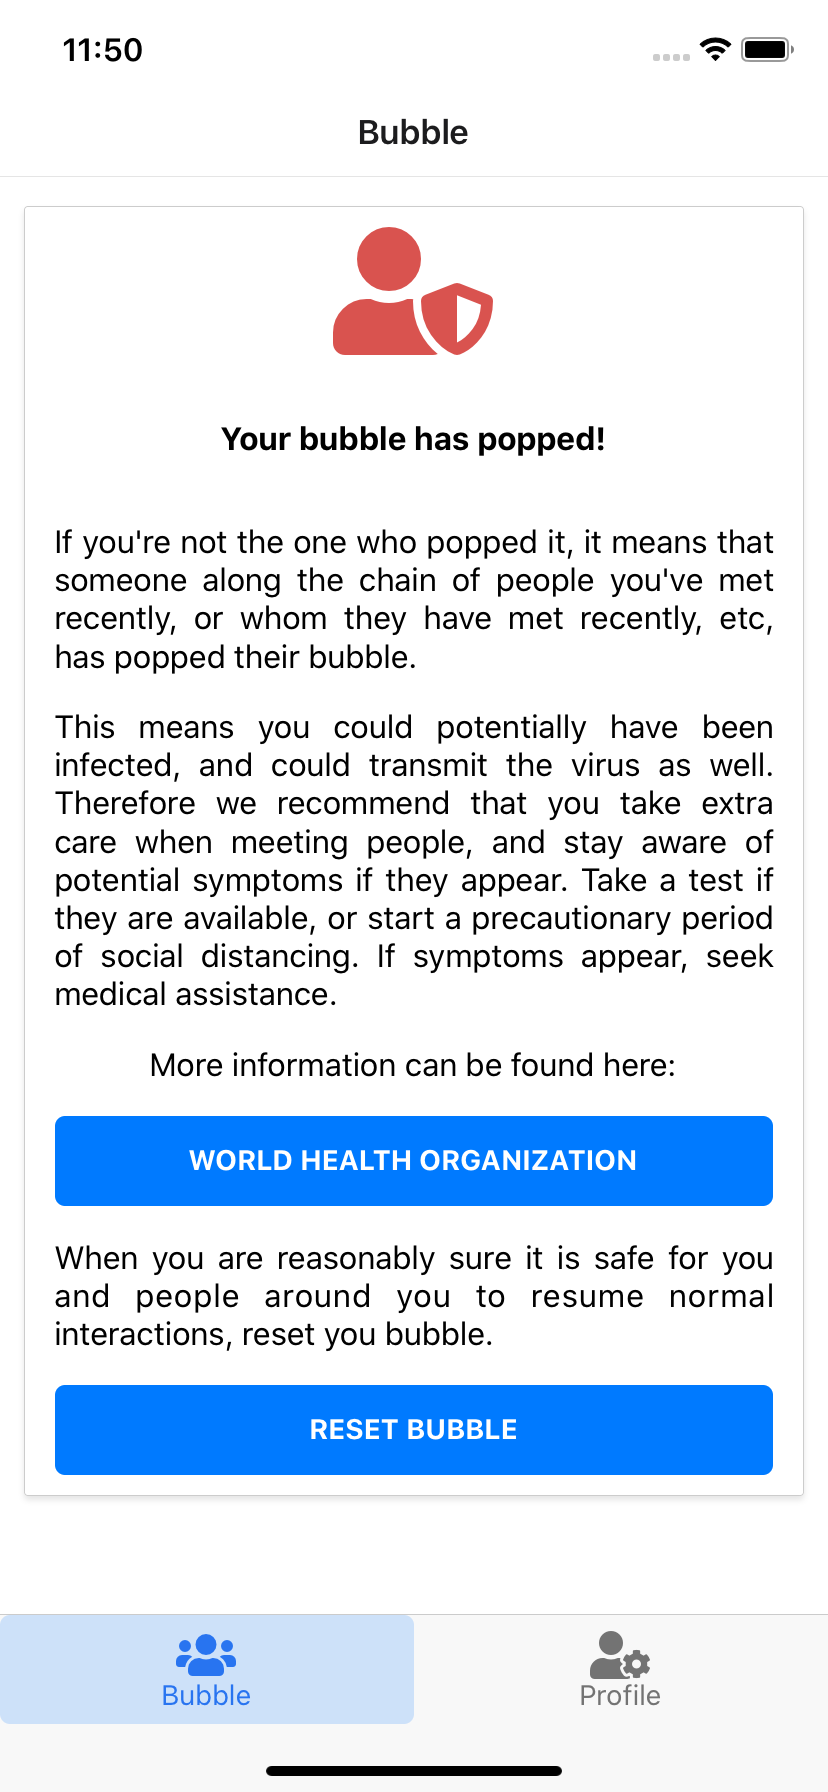 11:50
Bubble
Your bubble has popped!
If you're not the one who popped it, it means that
someone along the chain of people you've met
recently, or whom they have met recently, etc,
has popped their bubble.
This means you could potentially have been
infected, and could transmit the virus as well.
Therefore we recommend that you take extra
care when meeting people, and stay aware of
potential symptoms if they appear. Take a test if
they are available, or start a precautionary period
of social distancing. If symptoms appear, seek
medical assistance.
More information can be found here:
WORLD HEALTH ORGANIZATION
When you are reasonably sure it is safe for you
and people around you to resume normal
interactions, reset you bubble.
RESET BUBBLE
Bubble
Profile